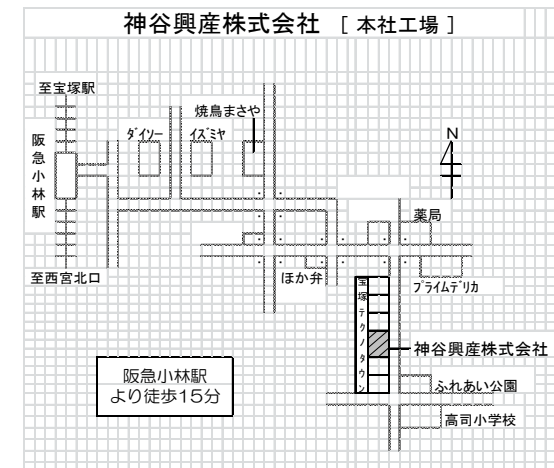 神谷興産株式会社 [ 本社工場 ]
至宝塚駅
焼鳥まさや
ダイソー
イズミヤ
N
阪急小林駅
薬局
至西宮北口
ほか弁
プライムデリカ
宝塚テクノタウン
神谷興産株式会社
ふれあい公園
高司小学校
阪急小林駅
より徒歩15分